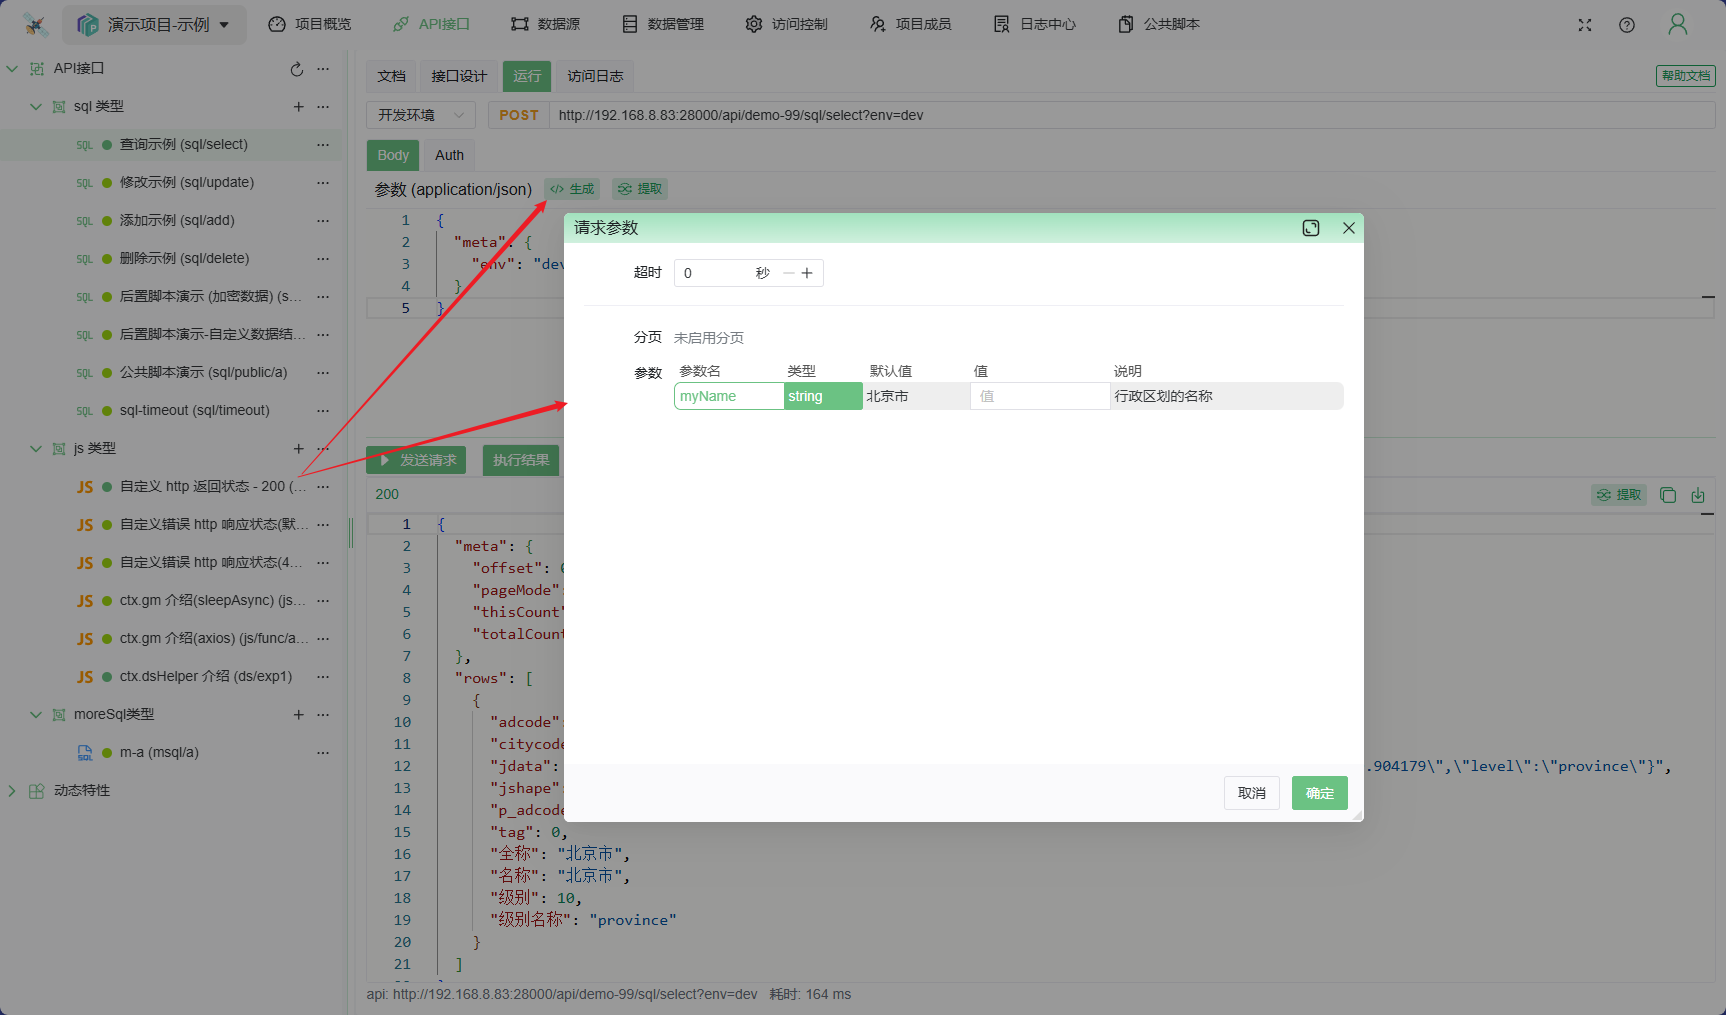 演示项目-示例
项目概览
API接口
数据源
数据管理
访问控制
项目成员
日志中心
公共脚本
API接口
sql 类型
SQL 查询示例 (sql/select)
SQL 修改示例 (sql/update)
SQL 添加示例 (sql/add)
SQL 删除示例 (sql/delete)
SQL 后置脚本演示 (加密数据) (s...
SQL 后置脚本演示-自定义数据结...
SQL 公共脚本演示 (sql/public/a)
SQL sql-timeout (sql/timeout)
js 类型
JS 自定义 http 返回状态 - 200 (...
JS 自定义错误 http 响应状态(默...
JS 自定义错误 http 响应状态(4...
JS ctx.gm 介绍(sleepAsync) (js...
JS ctx.gm 介绍(axios) (js/func/a...
JS ctx.dsHelper 介绍 (ds/exp1)
moreSql类型
SQL m-a (msql/a)
动态特性
文档 接口设计 运行 访问日志
帮助文档
开发环境 POST http://192.168.8.83:28000/api/demo-99/sql/select?env=dev
Body Auth
参数 (application/json) 生成 提取
1 {
2 "meta": {
3 "env": "dev
4 }
5 }
发送请求 执行结果
200 提取
1 {
2 "meta": {
3 "offset":
4 "pageMode"
5 "thisCount"
6 "totalCount
7 },
8 "rows": [
9 {
10 "adcode":
11 "citycode
12 "jdata": .904179\",\"level\":\"province\"}",
13 "jshape":
14 "p_adcode
15 "tag": 0,
16 "全称": "北京市",
17 "名称": "北京市",
18 "级别": 10,
19 "级别名称": "province"
20 }
21 ]
api: http://192.168.8.83:28000/api/demo-99/sql/select?env=dev 耗时: 164 ms
请求参数
超时 0 秒
分页 未启用分页
参数 参数名 类型 默认值 值 说明
myName string 北京市 值 行政区划的名称
取消 确定